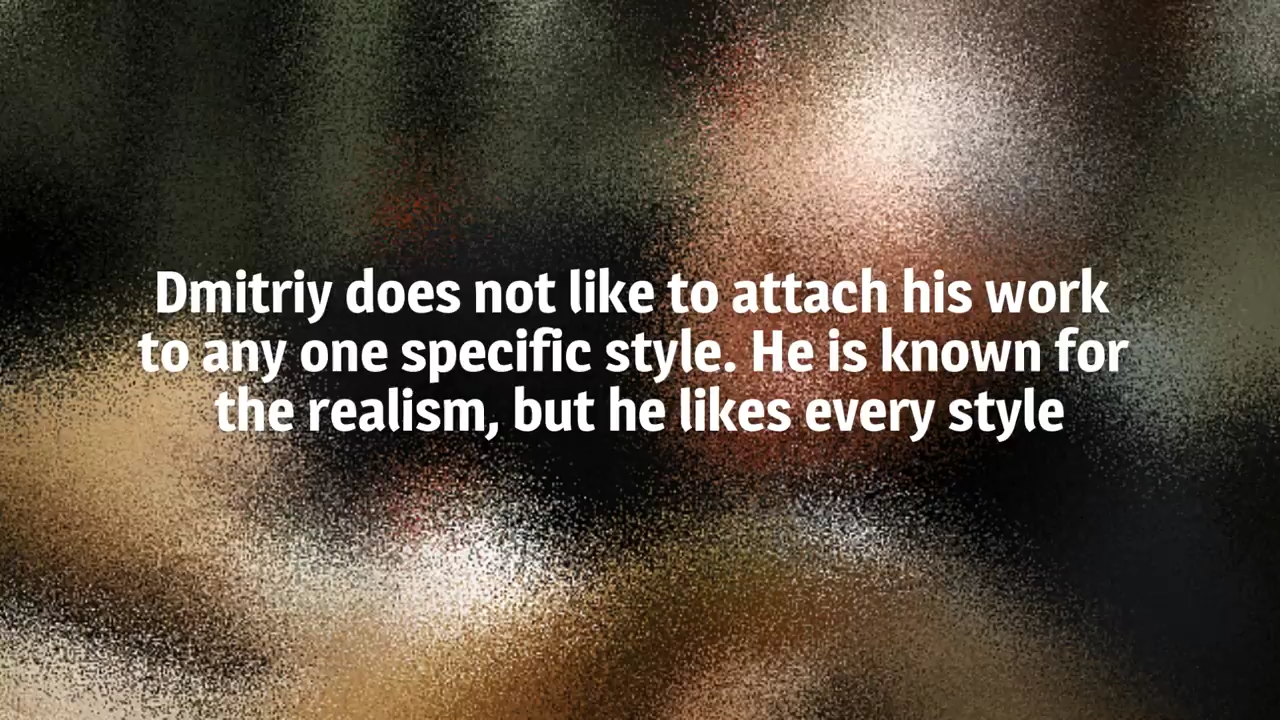 Dmitriy does not like to attach his work
to any one specific style. He is known for
the realism, but he likes every style